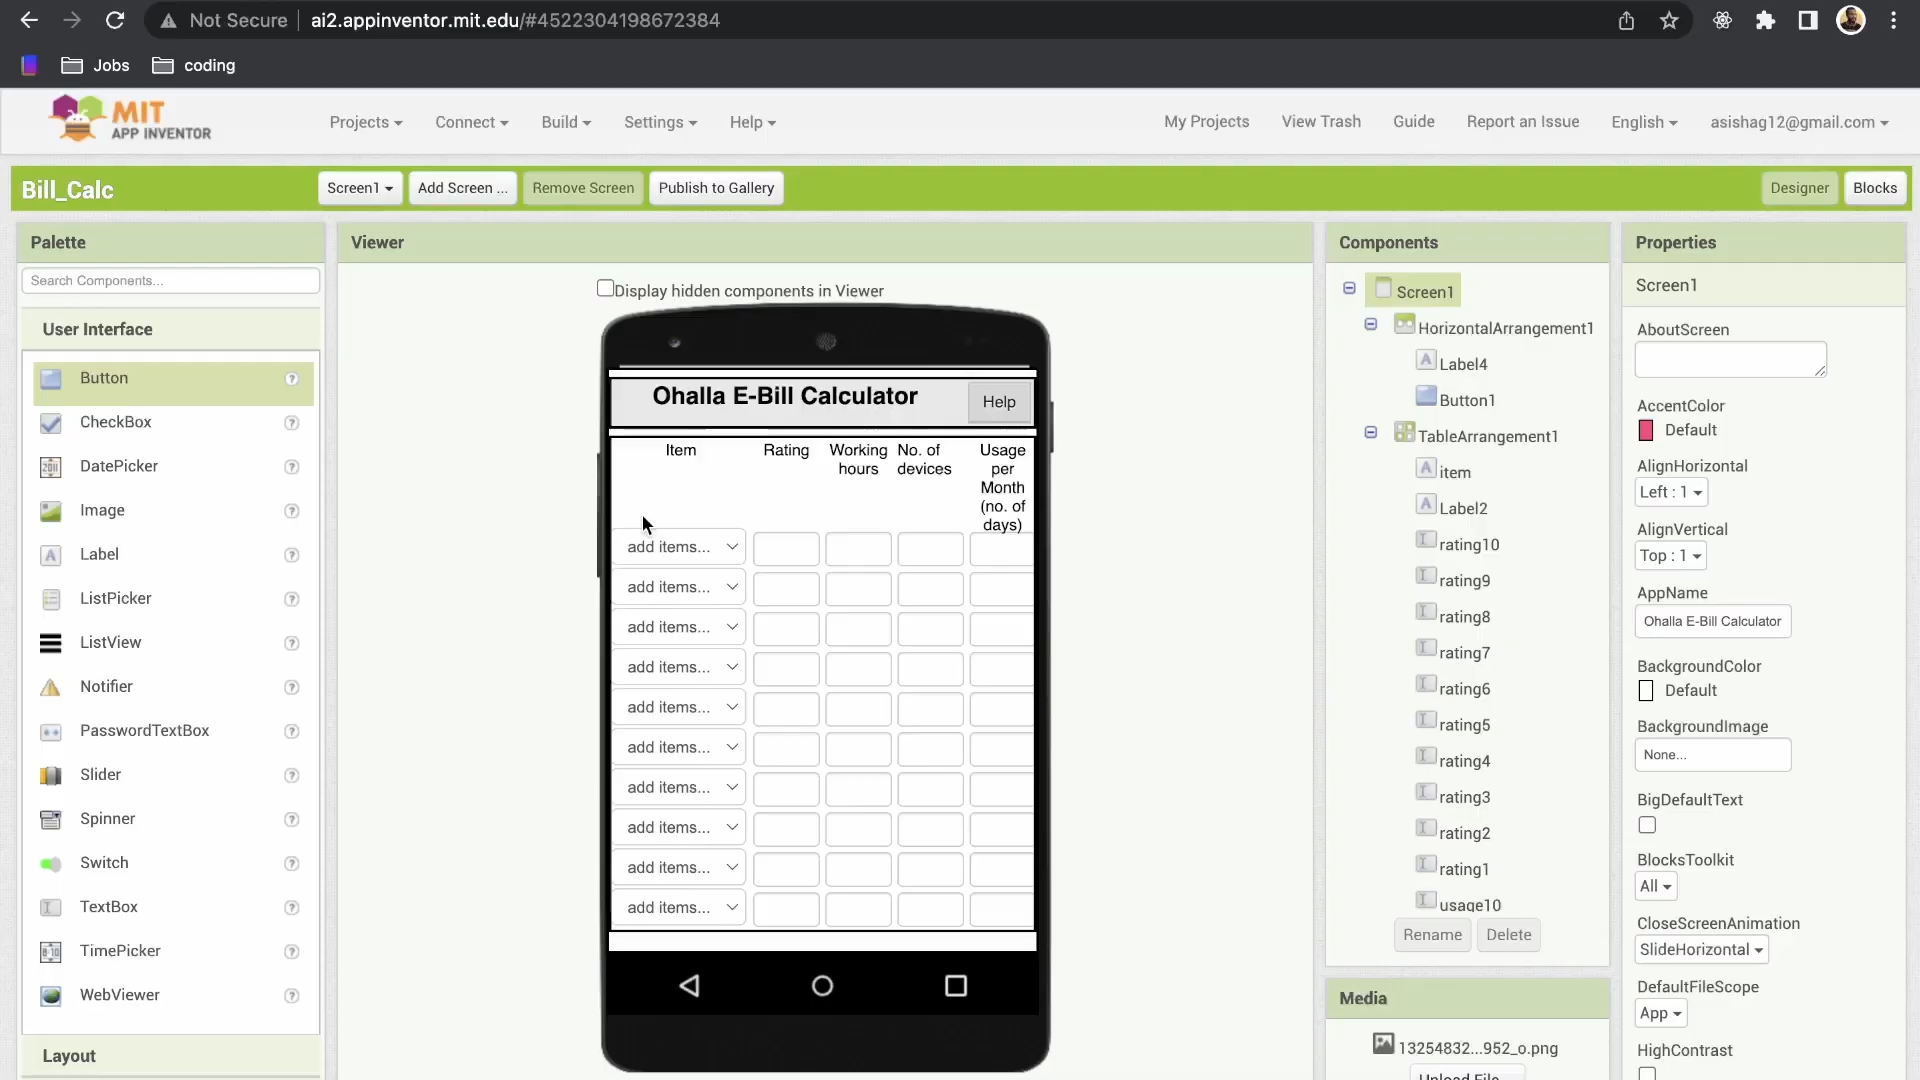 Not Secure
ai2.appinventor.mit.edu/#4522304198672384
Jobs
coding
MIT
APP INVENTOR
Projects
Connect
Build
Settings
Help
My Projects
View Trash
Guide
Report an Issue
English
asishag12@gmail.com
Bill_Calc
Screen1
Add Screen ...
Remove Screen
Publish to Gallery
Designer
Blocks
Palette
Search Components...
User Interface
Button
?
CheckBox
?
DatePicker
?
Image
?
Label
?
ListPicker
?
ListView
?
Notifier
?
PasswordTextBox
?
Slider
?
Spinner
?
Switch
?
TextBox
?
TimePicker
?
WebViewer
?
Layout
Viewer
Display hidden components in Viewer
Ohalla E-Bill Calculator
Help
Item
Rating
Working
hours
No. of
devices
Usage
per
Month
(no. of
days)
add items...
add items...
add items...
add items...
add items...
add items...
add items...
add items...
add items...
add items...
Components
Screen1
HorizontalArrangement1
Label4
Button1
TableArrangement1
item
Label2
rating10
rating9
rating8
rating7
rating6
rating5
rating4
rating3
rating2
rating1
usage10
Rename
Delete
Media
13254832...952_o.png
Upload File
Properties
Screen1
AboutScreen
AccentColor
Default
AlignHorizontal
Left : 1
AlignVertical
Top : 1
AppName
Ohalla E-Bill Calculator
BackgroundColor
Default
BackgroundImage
None...
BigDefaultText
BlocksToolkit
All
CloseScreenAnimation
SlideHorizontal
DefaultFileScope
App
HighContrast